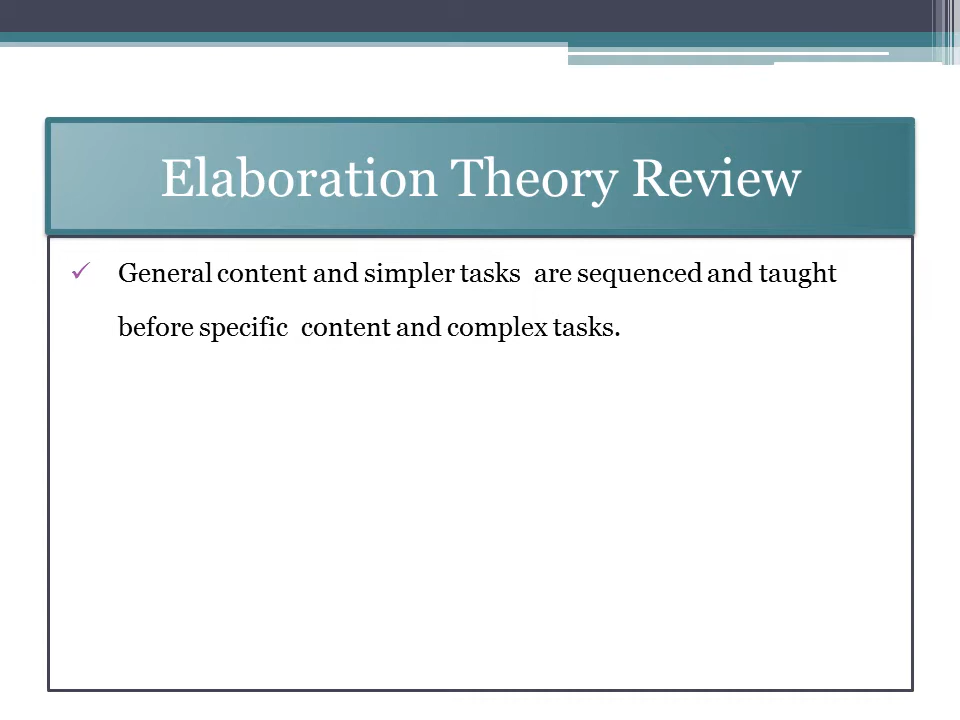 Elaboration Theory Review
✓ General content and simpler tasks  are sequenced and taught
before specific  content and complex tasks.